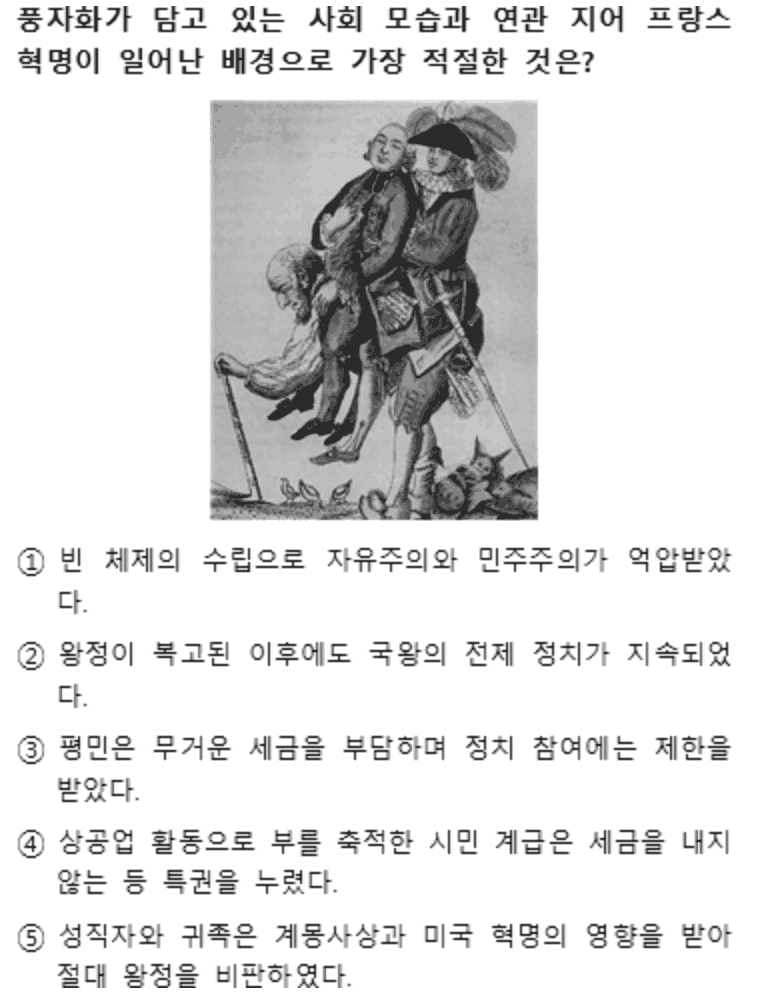 풍자화가 담고 있는 사회 모습과 연관 지어 프랑스
혁명이 일어난 배경으로 가장 적절한 것은?
① 빈 체제의 수립으로 자유주의와 민주주의가 억압받았
다.
② 왕정이 복고된 이후에도 국왕의 전제 정치가 지속되었
다.
③ 평민은 무거운 세금을 부담하며 정치 참여에는 제한을
받았다.
④ 상공업 활동으로 부를 축적한 시민 계급은 세금을 내지
않는 등 특권을 누렸다.
⑤ 성직자와 귀족은 계몽사상과 미국 혁명의 영향을 받아
절대 왕정을 비판하였다.